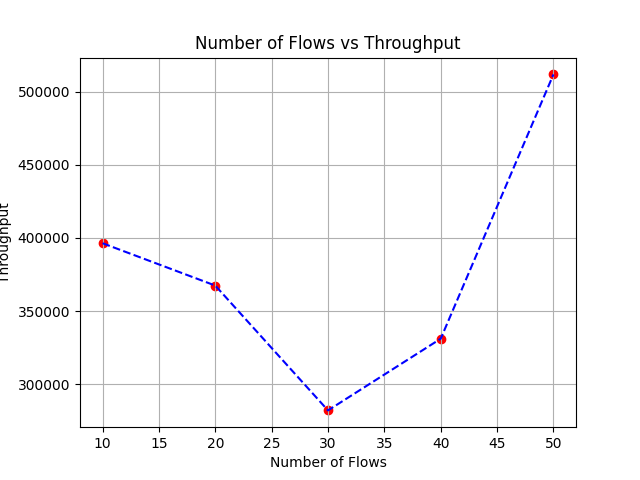 Number of Flows vs Throughput
500000
450000
400000
350000
300000
Throughput
10 15 20 25 30 35 40 45 50
Number of Flows